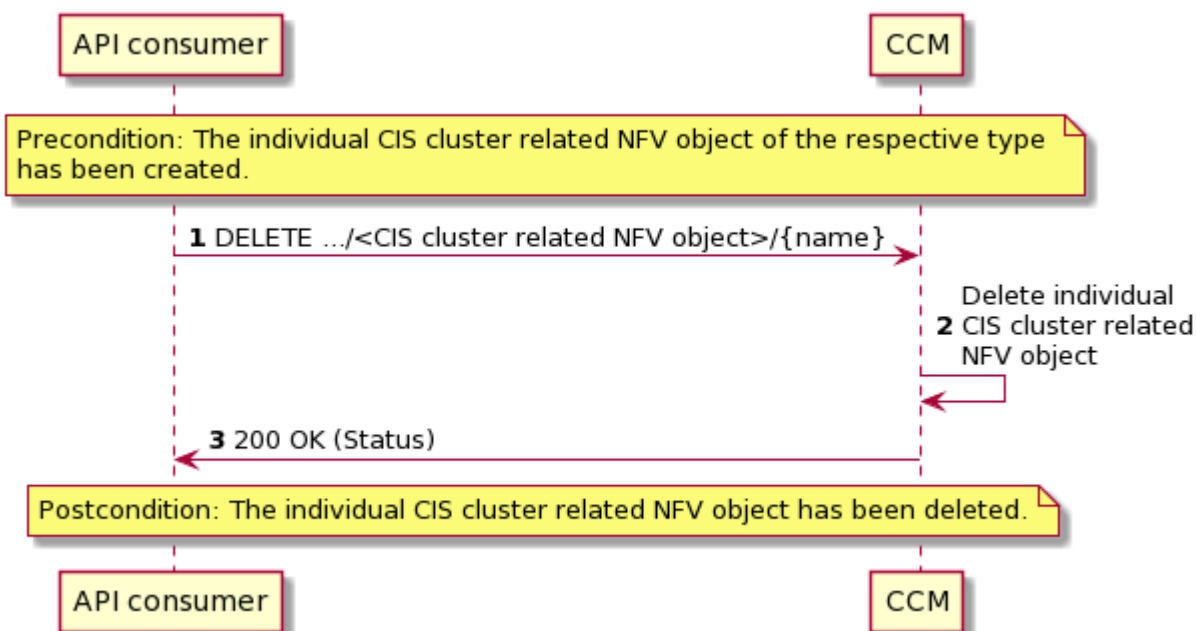 API consumer
CCM
Precondition: The individual CIS cluster related NFV object of the respective type
has been created.
1 DELETE .../<CIS cluster related NFV object>/{name}
Delete individual
2 CIS cluster related
NFV object
3 200 OK (Status)
Postcondition: The individual CIS cluster related NFV object has been deleted.
API consumer
CCM